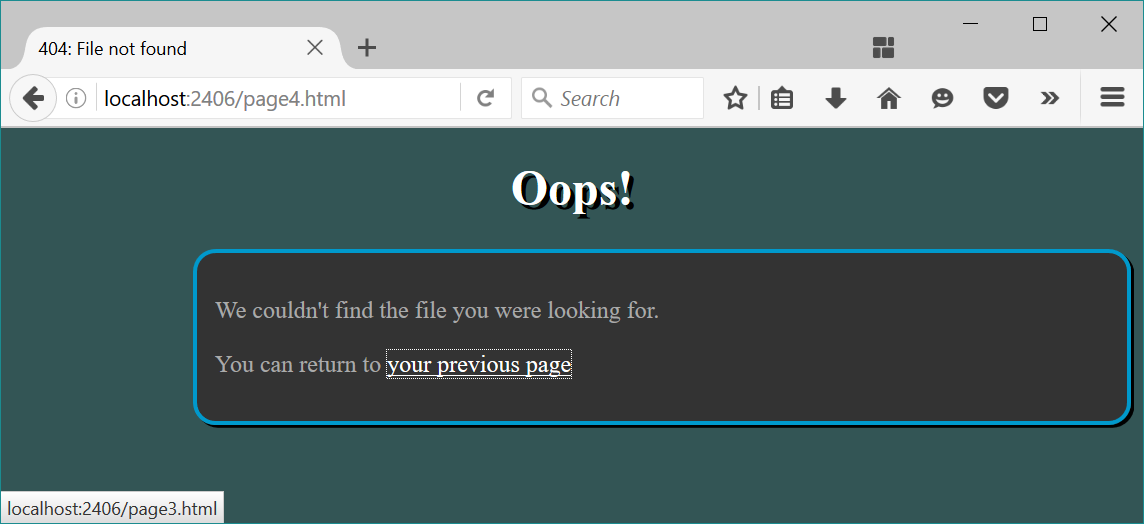 404: File not found
localhost:2406/page4.html
Search
Oops!
We couldn't find the file you were looking for.
You can return to your previous page
localhost:2406/page3.html